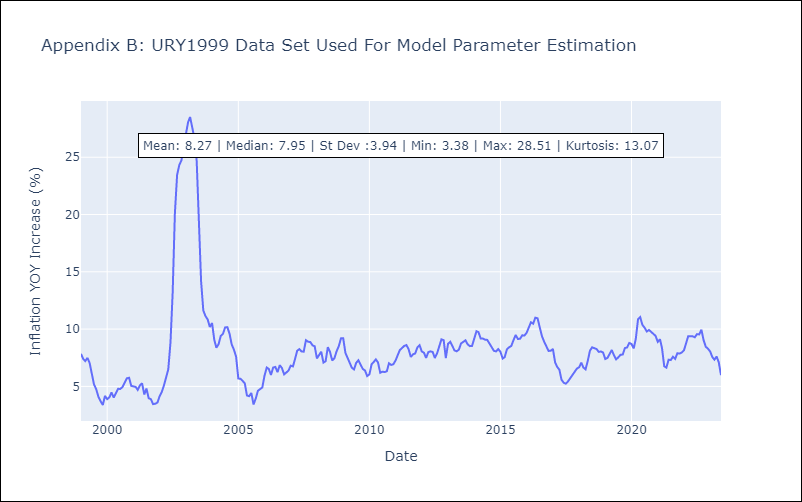 Appendix B: URY1999 Data Set Used For Model Parameter Estimation
Mean: 8.27 | Median: 7.95 | St Dev :3.94 | Min: 3.38 | Max: 28.51 | Kurtosis: 13.07
Inflation YOY Increase (%)
25
20
15
10
5
2000 2005 2010 2015 2020
Date